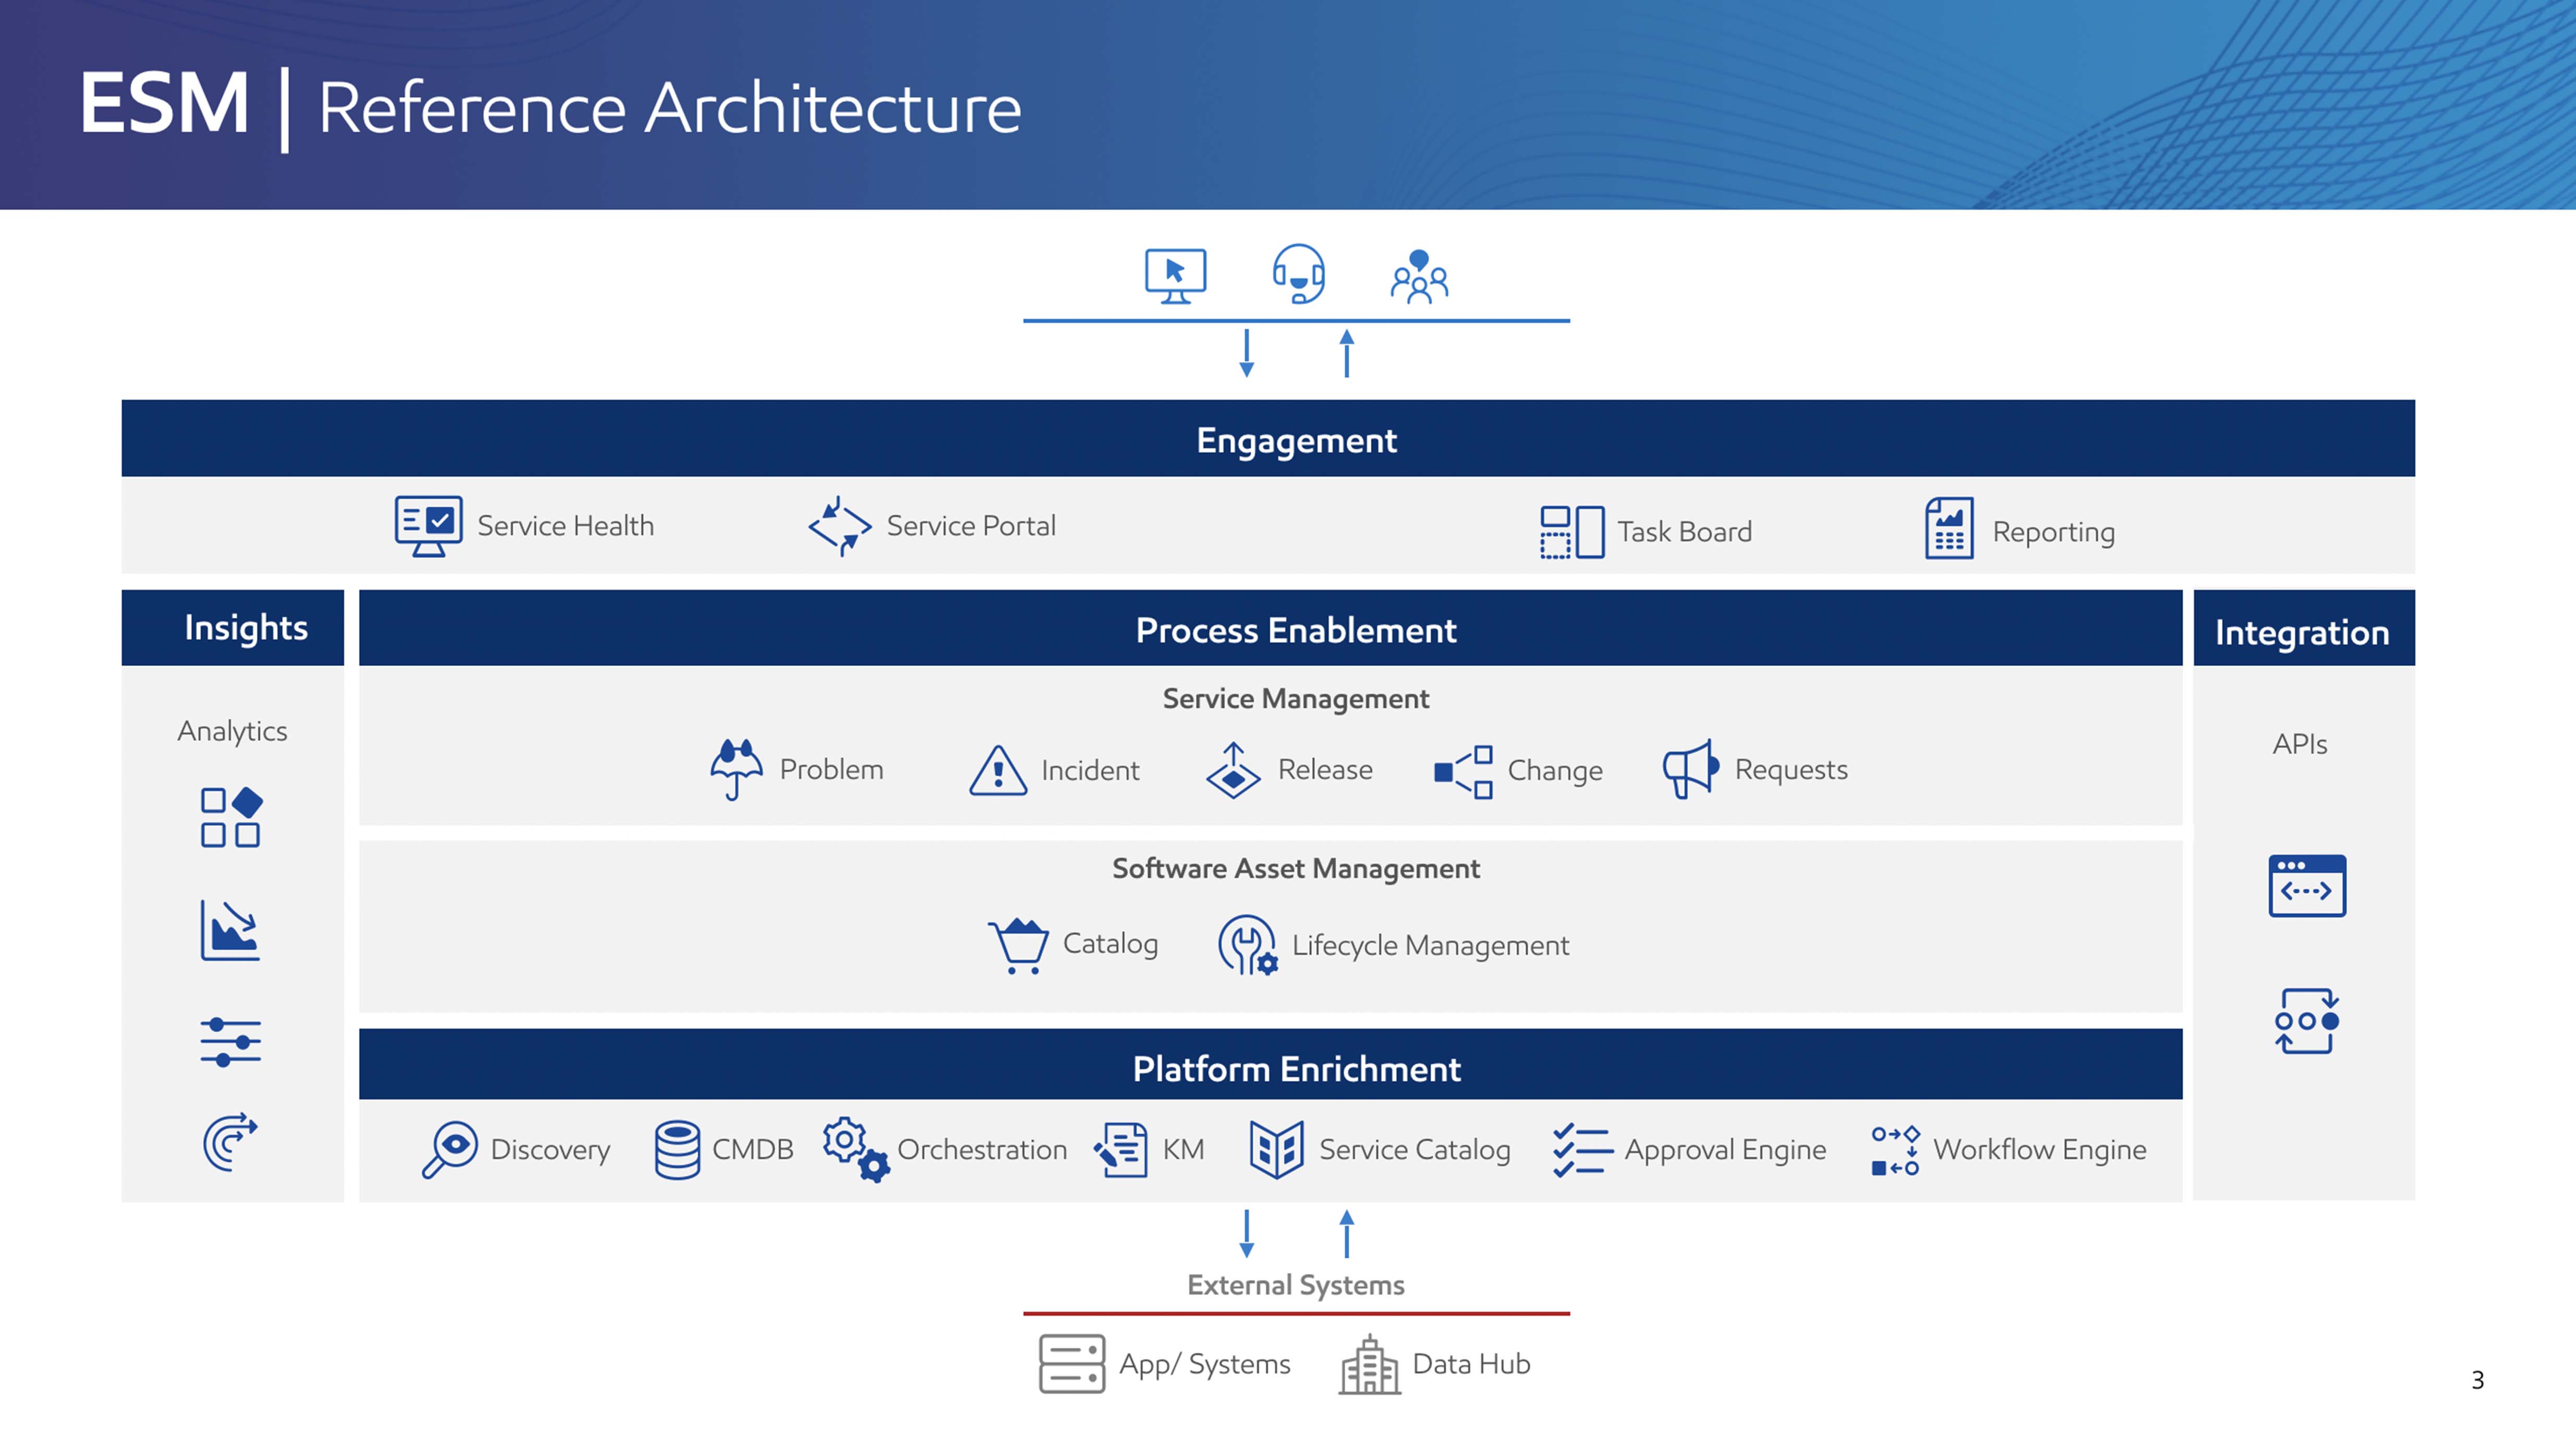 ESM | Reference Architecture
Engagement
Service Health
Service Portal
Task Board
Reporting
Insights
Analytics
Process Enablement
Service Management
Problem
Incident
Release
Change
Requests
Software Asset Management
Catalog
Lifecycle Management
Platform Enrichment
Discovery
CMDB
Orchestration
KM
Service Catalog
Approval Engine
Workflow Engine
Integration
APIs
External Systems
App/ Systems
Data Hub
3